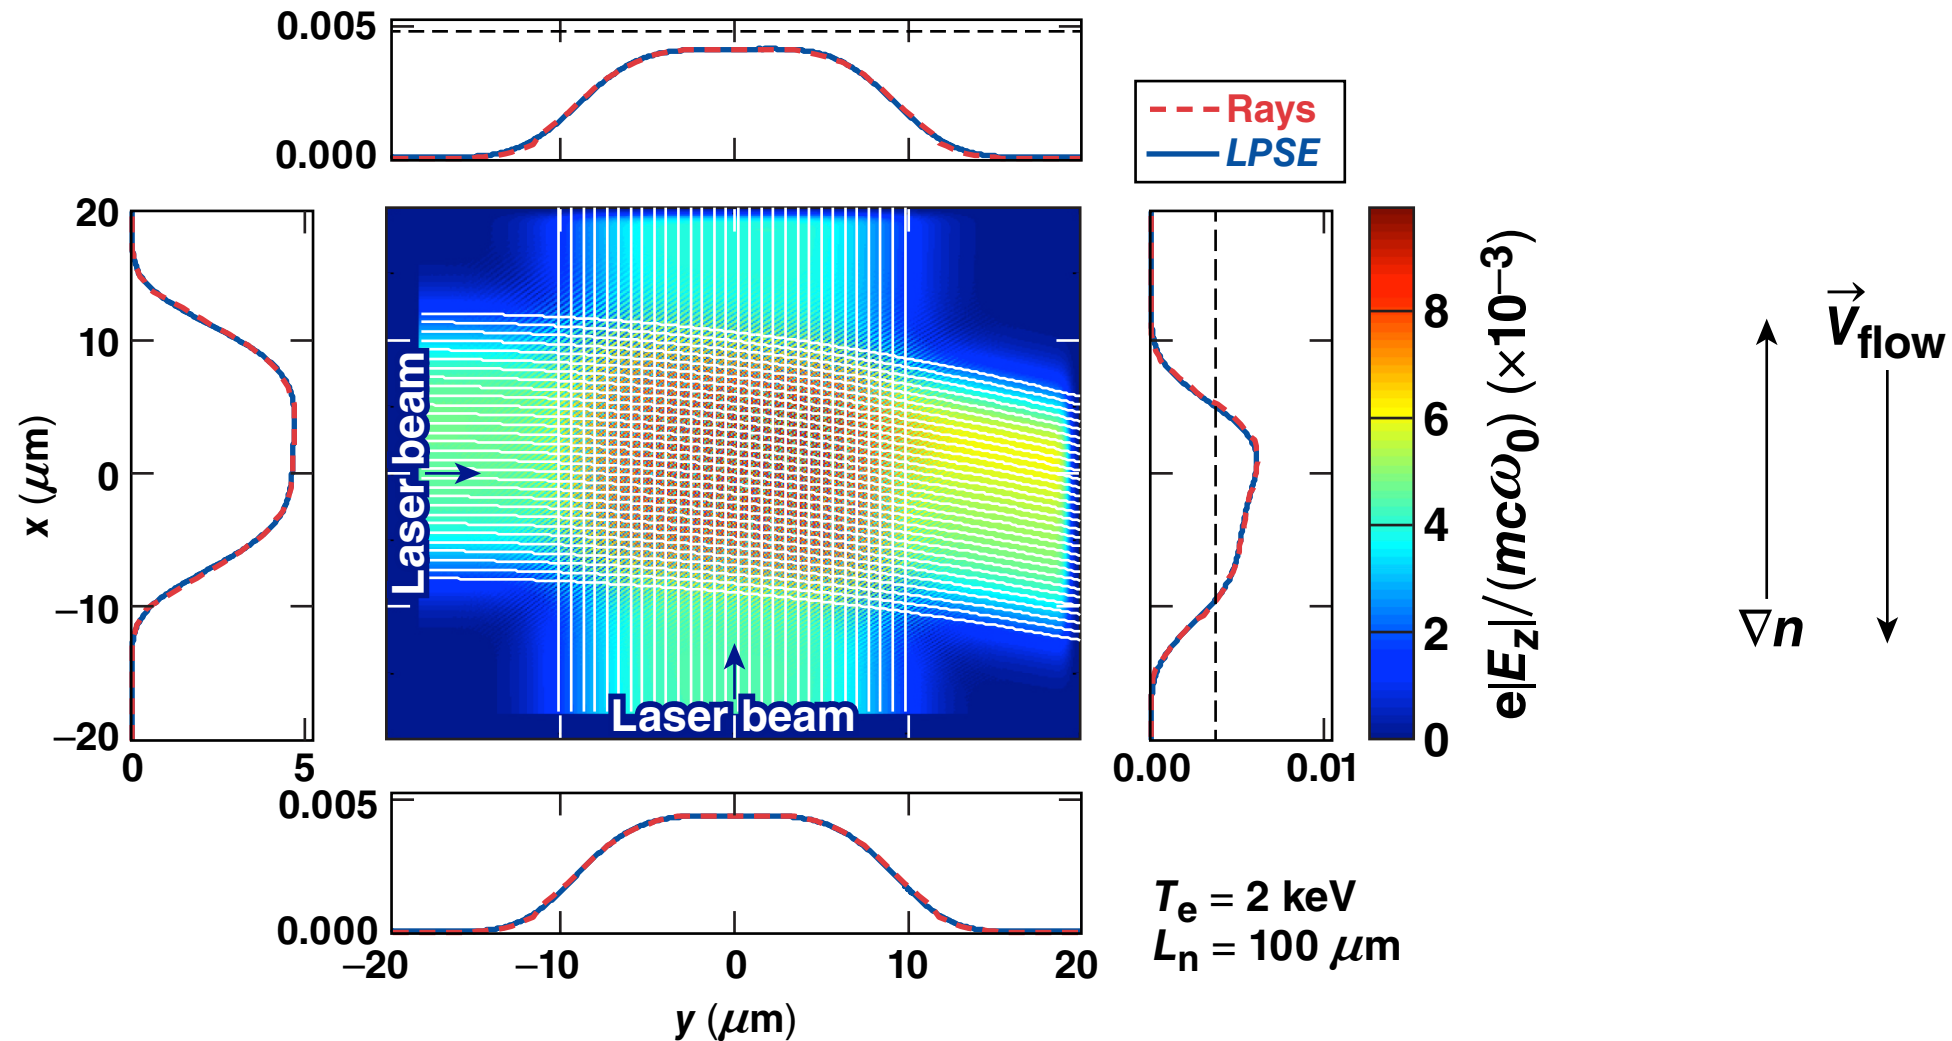 0.005
0.000
Rays
LPSE
20
10
0
−10
−20
x (μm)
0 5
Laser beam
Laser beam
0.00 0.01
8
6
4
2
0
e|Ez|/(mcω0) (×10−3)
V→flow
∇n
0.005
0.000
−20 −10 0 10 20
y (μm)
Te = 2 keV
Ln = 100 μm